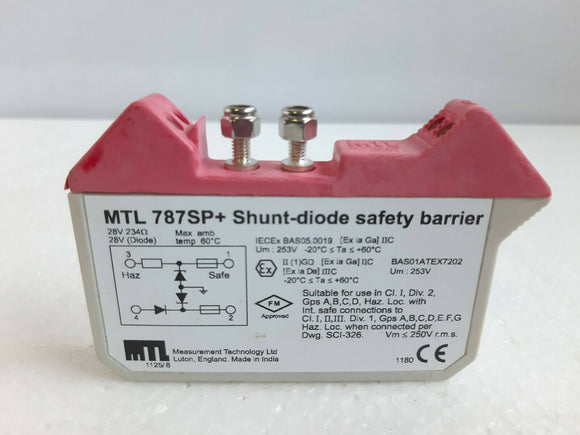 mtl
MTL 787SP+ Shunt-diode safety barrier
28V 234Ω
28V (Diode)
Max amb
temp 60°C
IECEx BAS05.0019 [Ex ia Ga] IIC
Um : 253V -20°C ≤ Ta ≤ +60°C
3
1
Haz
Safe
4
2
Ex
II (1)GD [Ex ia Ga] IIC BAS01ATEX7202
[Ex ia Da] IIIC Um : 253V
-20°C ≤ Ta ≤ +60°C
FM
Approved
Suitable for use in Cl. I, Div. 2,
Gps A,B,C,D, Haz. Loc. with
Int. safe connections to
Cl. I, II,III. Div. 1, Gps A,B,C,D,E,F,G
Haz. Loc. when connected per
Dwg. SCI-326. Vm ≤ 250V r.m.s.
MTL
Measurement Technology Ltd
Luton, England. Made in India
1125/8
1180 CE